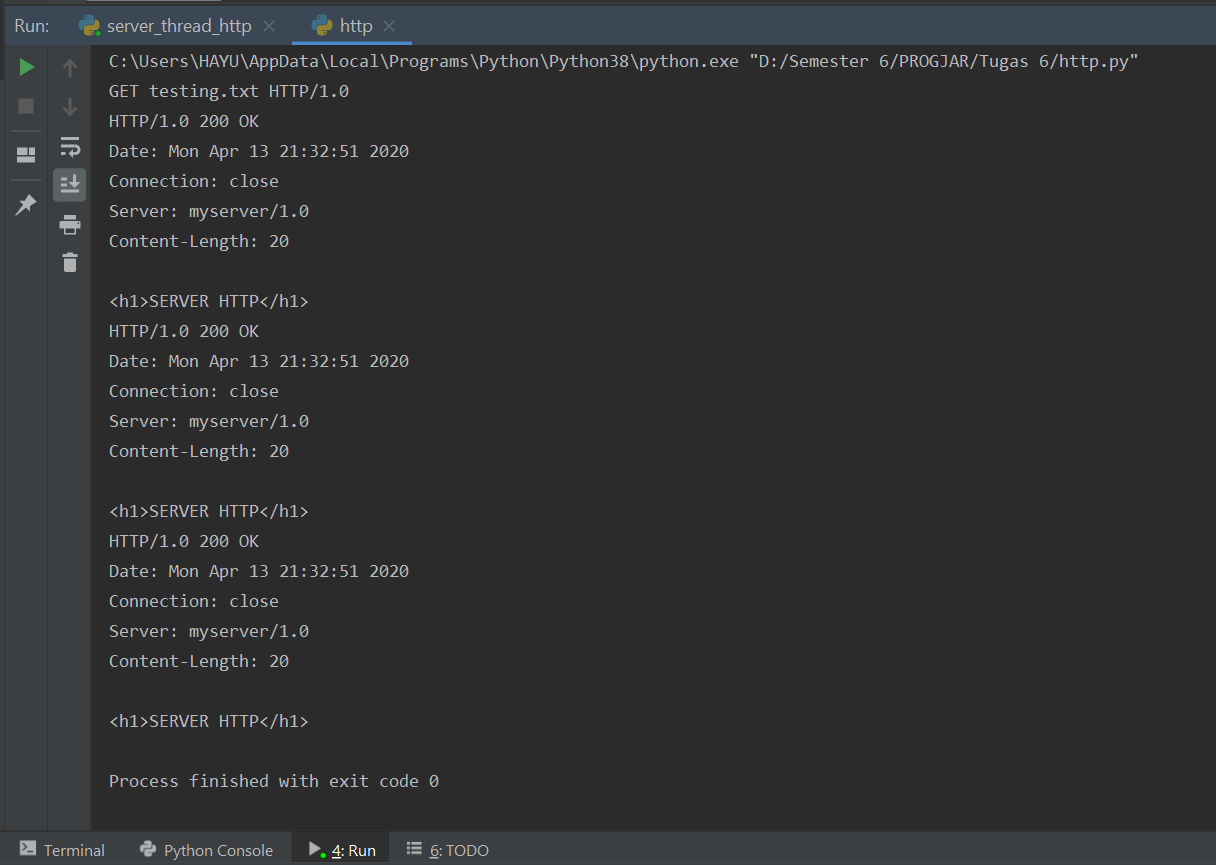 Run: server_thread_http http
C:\Users\HAYU\AppData\Local\Programs\Python\Python38\python.exe "D:/Semester 6/PROGJAR/Tugas 6/http.py"
GET testing.txt HTTP/1.0
HTTP/1.0 200 OK
Date: Mon Apr 13 21:32:51 2020
Connection: close
Server: myserver/1.0
Content-Length: 20
<h1>SERVER HTTP</h1>
HTTP/1.0 200 OK
Date: Mon Apr 13 21:32:51 2020
Connection: close
Server: myserver/1.0
Content-Length: 20
<h1>SERVER HTTP</h1>
HTTP/1.0 200 OK
Date: Mon Apr 13 21:32:51 2020
Connection: close
Server: myserver/1.0
Content-Length: 20
<h1>SERVER HTTP</h1>
Process finished with exit code 0
Terminal Python Console 4: Run 6: TODO